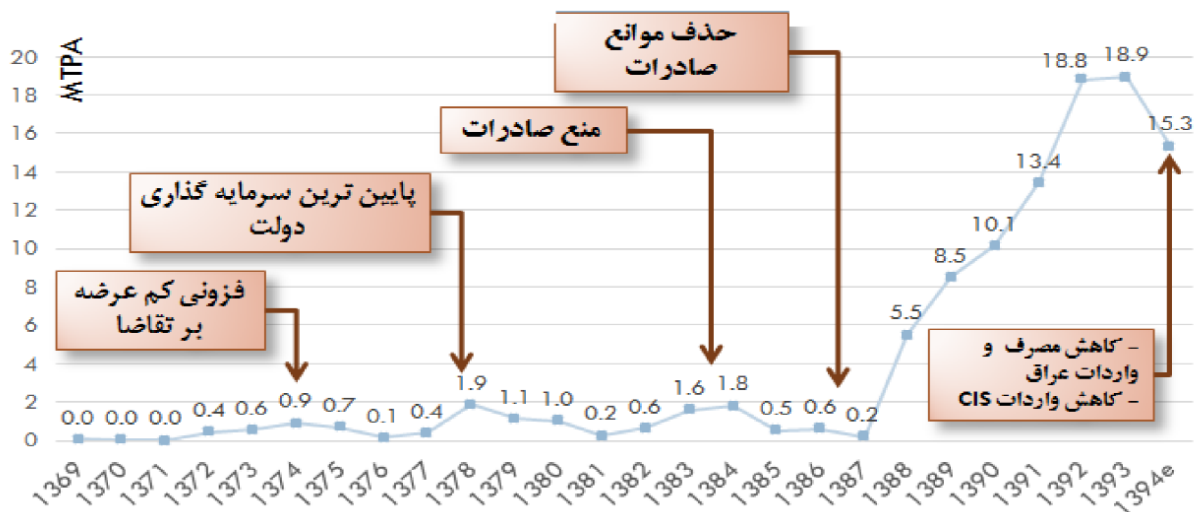 MTPA
20
18
16
14
12
10
8
6
4
2
0
حذف موانع
صادرات
منع صادرات
پایین ترین سرمایه گذاری
دولت
فزونی کم عرضه
بر تقاضا
- کاهش مصرف و
واردات عراق
- کاهش واردات CIS
0.0 0.0 0.0 0.4 0.6 0.9 0.7 0.1 0.4 1.9 1.1 1.0 0.2 0.6 1.6 1.8 0.5 0.6 0.2 5.5 8.5 10.1 13.4 18.8 18.9 15.3
1369 1370 1371 1372 1373 1374 1375 1376 1377 1378 1379 1380 1381 1382 1383 1384 1385 1386 1387 1388 1389 1390 1391 1392 1393 1394e